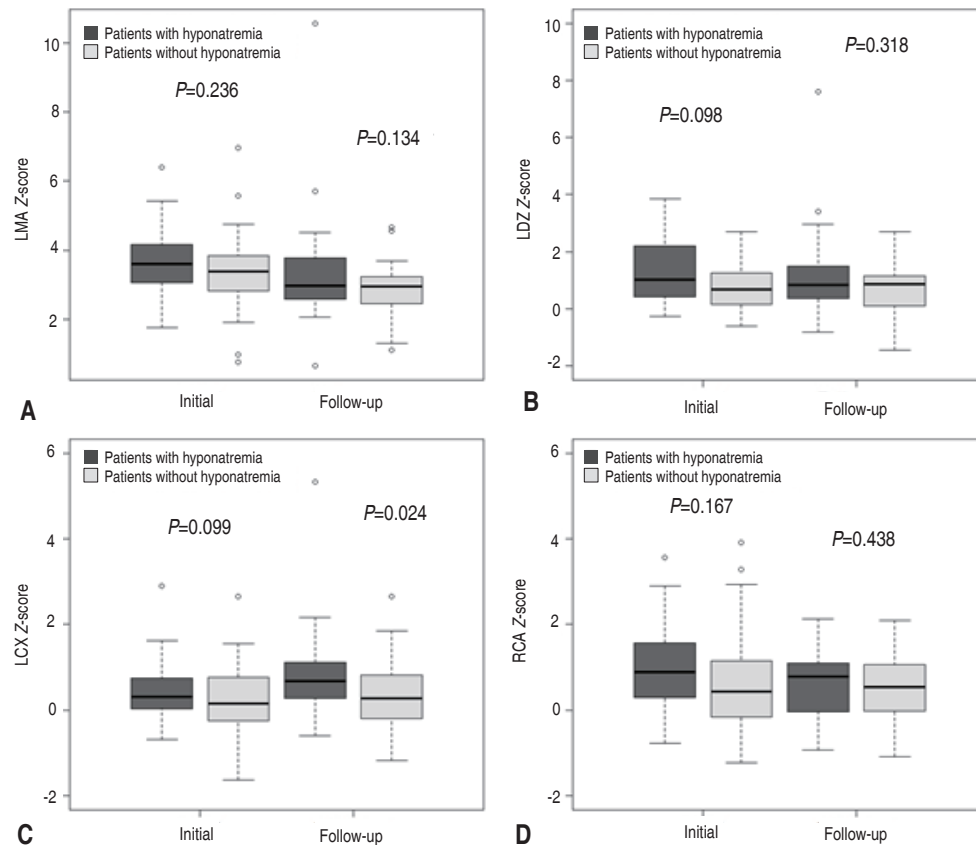 Patients with hyponatremia
Patients without hyponatremia
P=0.236
P=0.134
LMA Z-score
10
8
6
4
2
Initial
Follow-up
A
Patients with hyponatremia
Patients without hyponatremia
P=0.098
P=0.318
LDZ Z-score
10
8
6
4
2
0
-2
Initial
Follow-up
B
Patients with hyponatremia
Patients without hyponatremia
P=0.099
P=0.024
LCX Z-score
6
4
2
0
-2
Initial
Follow-up
C
Patients with hyponatremia
Patients without hyponatremia
P=0.167
P=0.438
RCA Z-score
6
4
2
0
-2
Initial
Follow-up
D